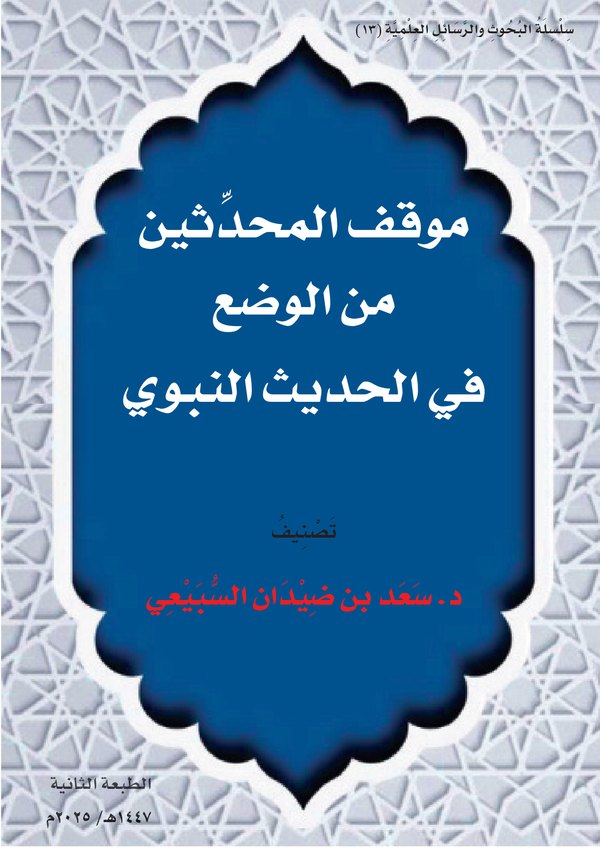 سِلْسِلَةُ البُحُوثِ والرَّسَائِلِ العِلْمِيَّةِ (١٣)
موقف المحدِّثين
من الوضع
في الحديث النبوي
تَصْنِيفُ
د. سَعَد بن ضِيْدَان السُّبَيْعِي
الطبعة الثانية
١٤٤٧هـ/ ٢٠٢٥م